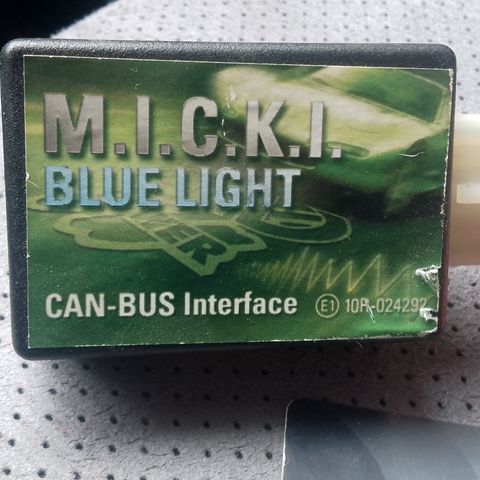 M.I.C.K.I.
BLUE LIGHT
CAN-BUS Interface E1 10R-024292